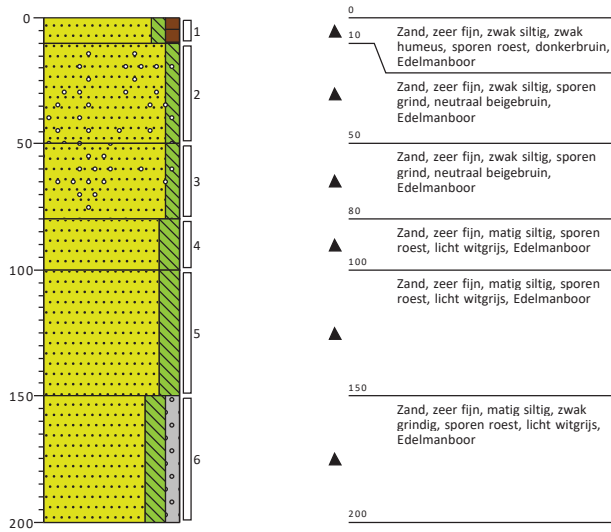 0
50
100
150
200
1
2
3
4
5
6
0
Zand, zeer fijn, zwak siltig, zwak
humeus, sporen roest, donkerbruin,
Edelmanboor
10
Zand, zeer fijn, zwak siltig, sporen
grind, neutraal beigebruin,
Edelmanboor
50
Zand, zeer fijn, zwak siltig, sporen
grind, neutraal beigebruin,
Edelmanboor
80
Zand, zeer fijn, matig siltig, sporen
roest, licht witgrijs, Edelmanboor
100
Zand, zeer fijn, matig siltig, sporen
roest, licht witgrijs, Edelmanboor
150
Zand, zeer fijn, matig siltig, zwak
grindig, sporen roest, licht witgrijs,
Edelmanboor
200